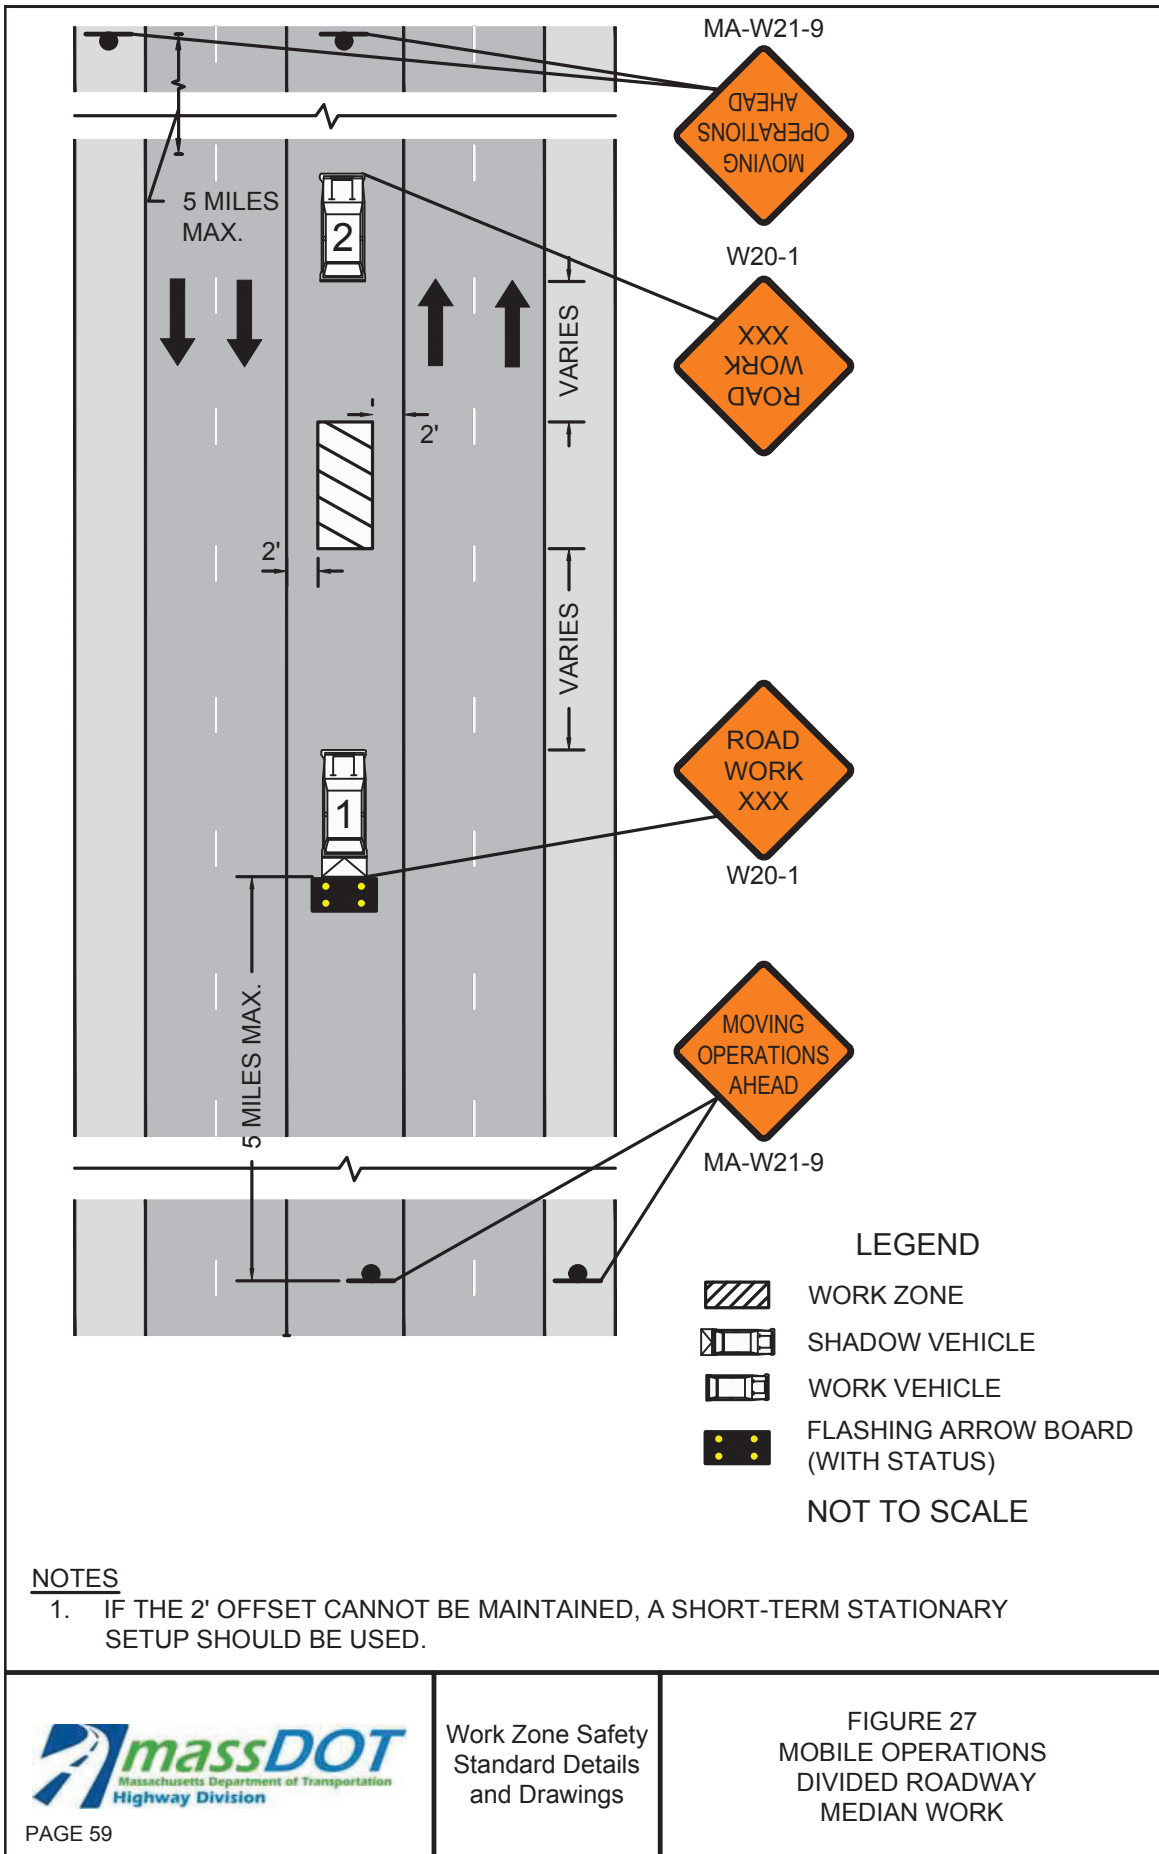 MA-W21-9
MOVING
OPERATIONS
AHEAD
5 MILES
MAX.
2
W20-1
ROAD
WORK
XXX
VARIES
2'
2'
VARIES
ROAD
WORK
XXX
W20-1
1
5 MILES MAX.
MOVING
OPERATIONS
AHEAD
MA-W21-9
LEGEND
WORK ZONE
SHADOW VEHICLE
WORK VEHICLE
FLASHING ARROW BOARD
(WITH STATUS)
NOT TO SCALE
NOTES
1. IF THE 2' OFFSET CANNOT BE MAINTAINED, A SHORT-TERM STATIONARY
SETUP SHOULD BE USED.
massDOT
Massachusetts Department of Transportation
Highway Division
PAGE 59
Work Zone Safety
Standard Details
and Drawings
FIGURE 27
MOBILE OPERATIONS
DIVIDED ROADWAY
MEDIAN WORK